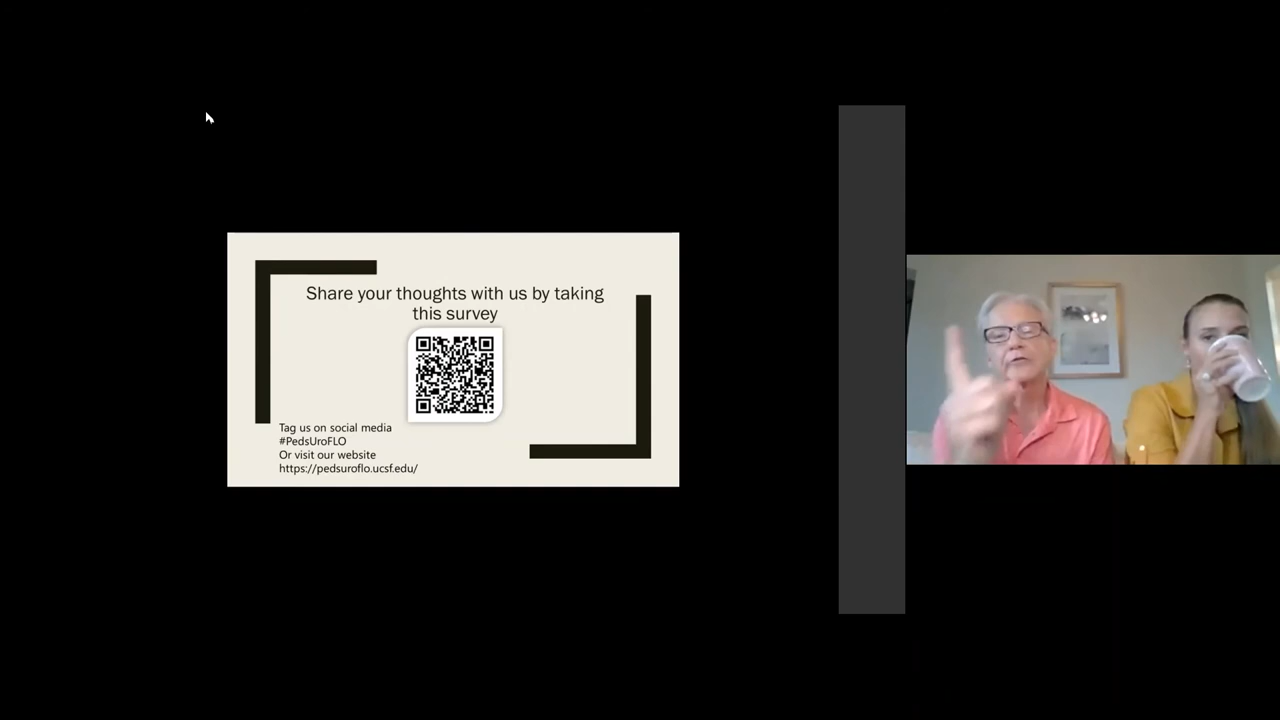 Share your thoughts with us by taking
this survey
Tag us on social media
#PedsUroFLO
Or visit our website
https://pedsuroflo.ucsf.edu/